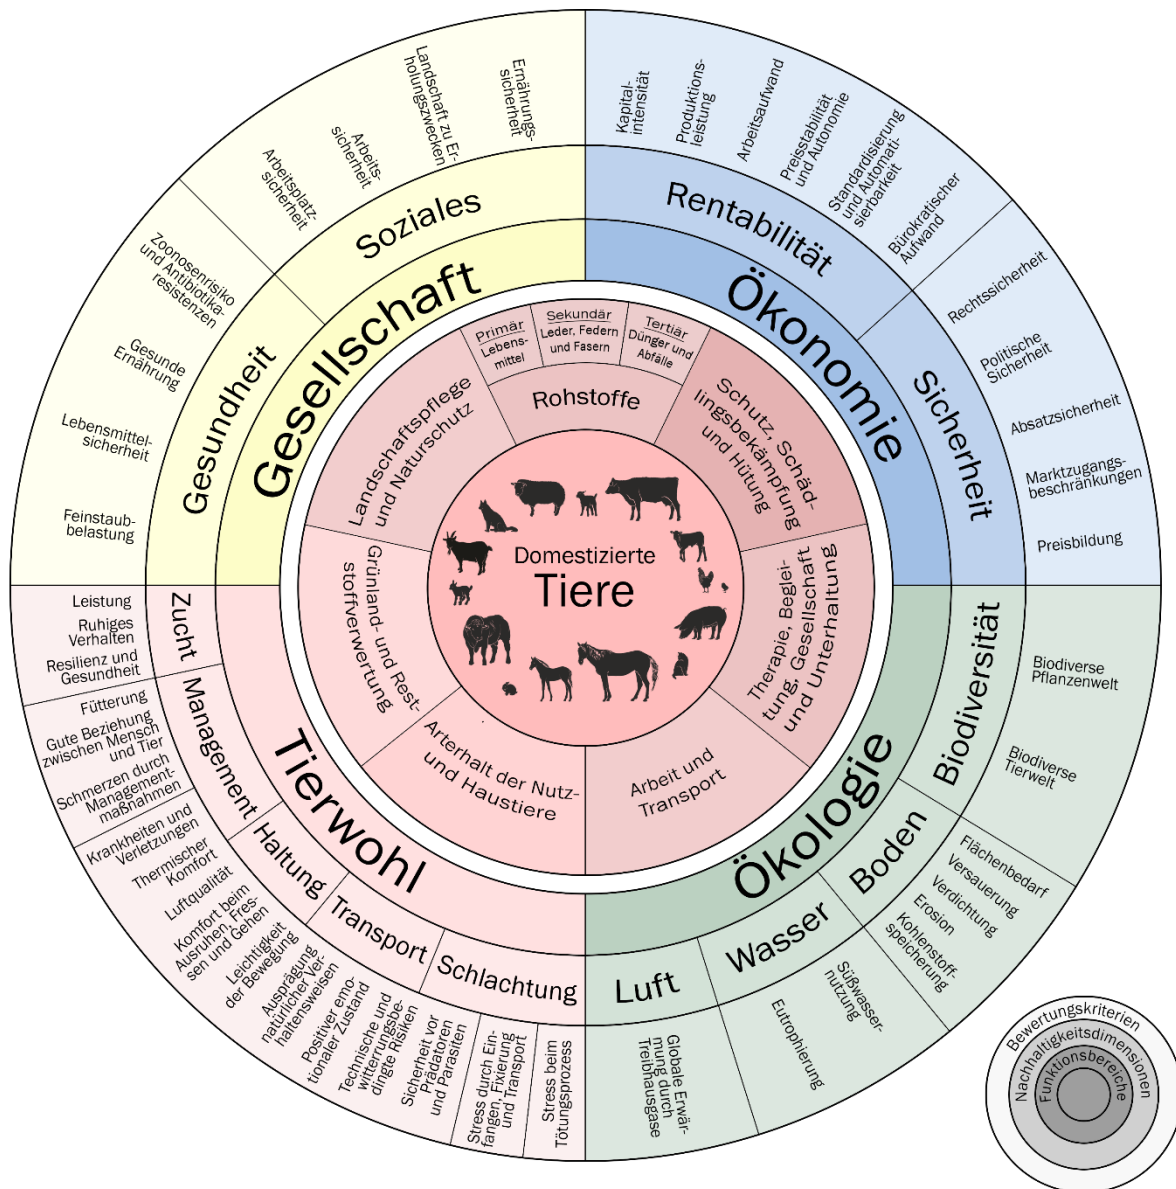 Ernährungs-
sicherheit
Landschaft zu Er-
holungszwecken
Arbeits-
sicherheit
Arbeitsplatz-
sicherheit
Soziales
Zoonosenrisiko
und Antibiotika-
resistenzen
Gesunde
Ernährung
Lebensmittel-
sicherheit
Feinstaub-
belastung
Gesundheit
Gesellschaft
Kapital-
intensität
Produktions-
leistung
Arbeitsaufwand
Preisstabilität
und Autonomie
Standardisierung
und Automati-
sierbarkeit
Bürokratischer
Aufwand
Rentabilität
Rechtssicherheit
Politische
Sicherheit
Absatzsicherheit
Marktzugangs-
beschränkungen
Preisbildung
Sicherheit
Ökonomie
Primär
Lebens-
mittel
Sekundär
Leder, Federn
und Fasern
Tertiär
Dünger und
Abfälle
Rohstoffe
Schutz, Schäd-
lingsbekämpfung
und Hütung
Therapie, Beglei-
tung, Gesellschaft
und Unterhaltung
Arbeit und
Transport
Arterhalt der Nutz-
und Haustiere
Grünland- und Rest-
stoffverwertung
Landschaftspflege
und Naturschutz
Domestizierte
Tiere
Leistung
Ruhiges
Verhalten
Resilienz und
Gesundheit
Zucht
Fütterung
Gute Beziehung
zwischen Mensch
und Tier
Schmerzen durch
Management-
maßnahmen
Management
Krankheiten und
Verletzungen
Thermischer
Komfort
Luftqualität
Komfort beim
Ausruhen, Fres-
sen und Gehen
Leichtigkeit
der Bewegung
Ausprägung
natürlicher Ver-
haltensweisen
Positiver emo-
tionaler Zustand
Haltung
Technische und
witterrungsbe-
dingte Risiken
Sicherheit vor
Prädatoren
und Parasiten
Transport
Stress durch Ein-
fangen, Fixierung
und Transport
Stress beim
Tötungsprozess
Schlachtung
Tierwohl
Biodiverse
Pflanzenwelt
Biodiverse
Tierwelt
Biodiversität
Flächenbedarf
Versauerung
Verdichtung
Erosion
Kohlenstoff-
speicherung
Boden
Süßwasser-
nutzung
Eutrophierung
Wasser
Globale Erwär-
mung durch
Treibhausgase
Luft
Ökologie
Bewertungskriterien
Nachhaltigkeitsdimensionen
Funktionsbereiche